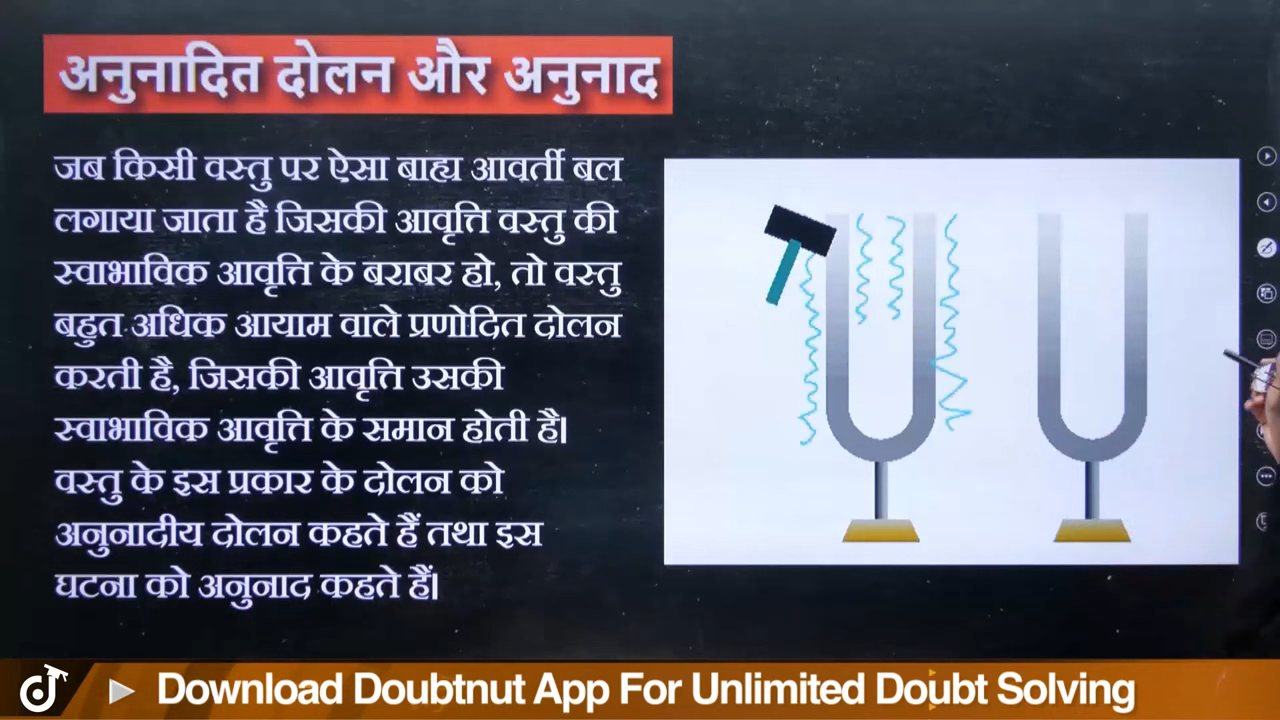 अनुनादित दोलन और अनुनाद
जब किसी वस्तु पर ऐसा बाह्य आवर्ती बल
लगाया जाता है जिसकी आवृत्ति वस्तु की
स्वाभाविक आवृत्ति के बराबर हो, तो वस्तु
बहुत अधिक आयाम वाले प्रणोदित दोलन
करती है, जिसकी आवृत्ति उसकी
स्वाभाविक आवृत्ति के समान होती है।
वस्तु के इस प्रकार के दोलन को
अनुनादीय दोलन कहते हैं तथा इस
घटना को अनुनाद कहते हैं।
Download Doubtnut App For Unlimited Doubt Solving